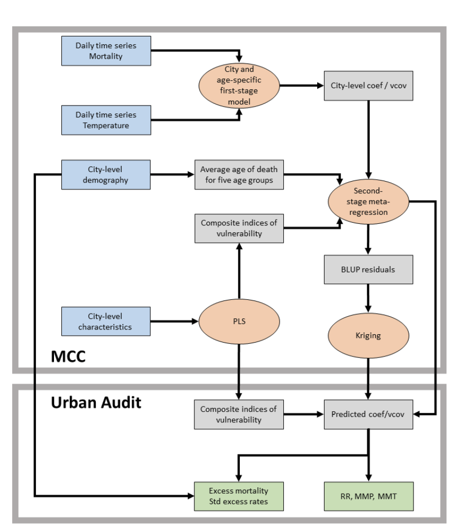 Daily time series
Mortality
City and
age-specific
first-stage
model
City-level coef / vcov
Daily time series
Temperature
City-level
demography
Average age of death
for five age groups
Second-
stage meta-
regression
Composite indices of
vulnerability
BLUP residuals
City-level
characteristics
PLS
Kriging
MCC
Urban Audit
Composite indices of
vulnerability
Predicted coef/vcov
Excess mortality
Std excess rates
RR, MMP, MMT